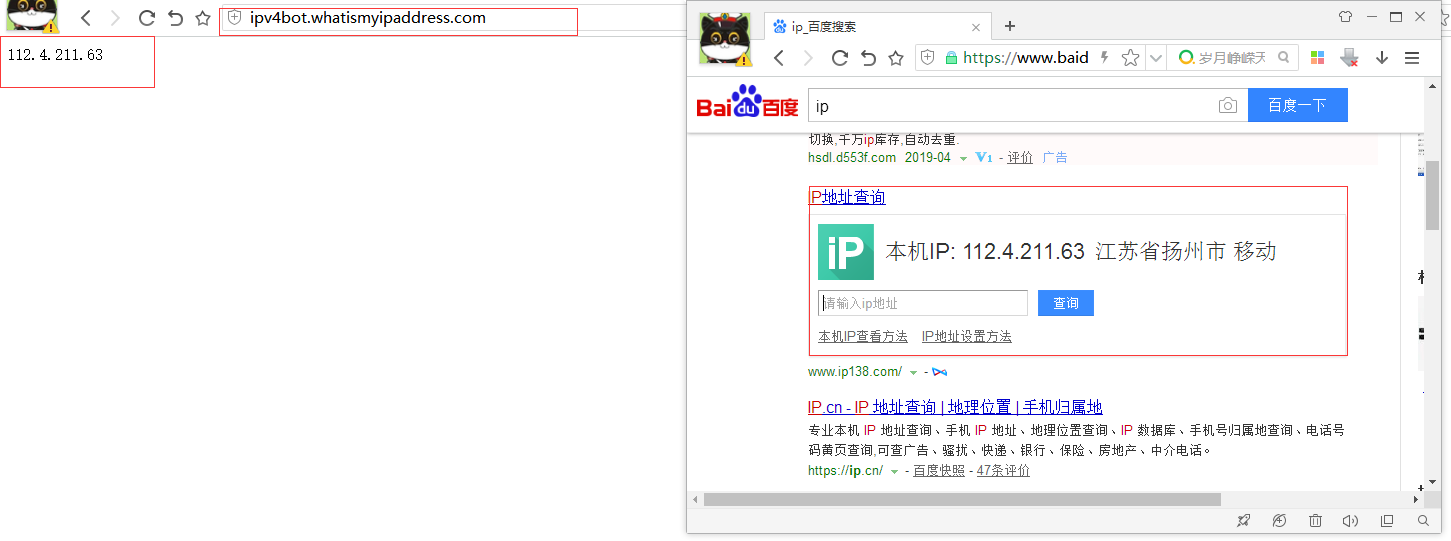 ipv4bot.whatismyipaddress.com
112.4.211.63
ip_百度搜索
https://www.baid
岁月峥嵘天
Bai du 百度
ip
百度一下
切换,千万ip库存,自动去重.
hsdl.d553f.com 2019-04 V1 - 评价 广告
IP地址查询
iP
本机IP: 112.4.211.63 江苏省扬州市 移动
请输入ip地址
查询
本机IP查看方法 IP地址设置方法
www.ip138.com/ -
IP.cn - IP 地址查询 | 地理位置 | 手机归属地
专业本机 IP 地址查询、手机 IP 地址、地理位置查询、IP 数据库、手机号归属地查询、电话号
码黄页查询,可查广告、骚扰、快递、银行、保险、房地产、中介电话。
https://ip.cn/ - 百度快照 - 47条评价